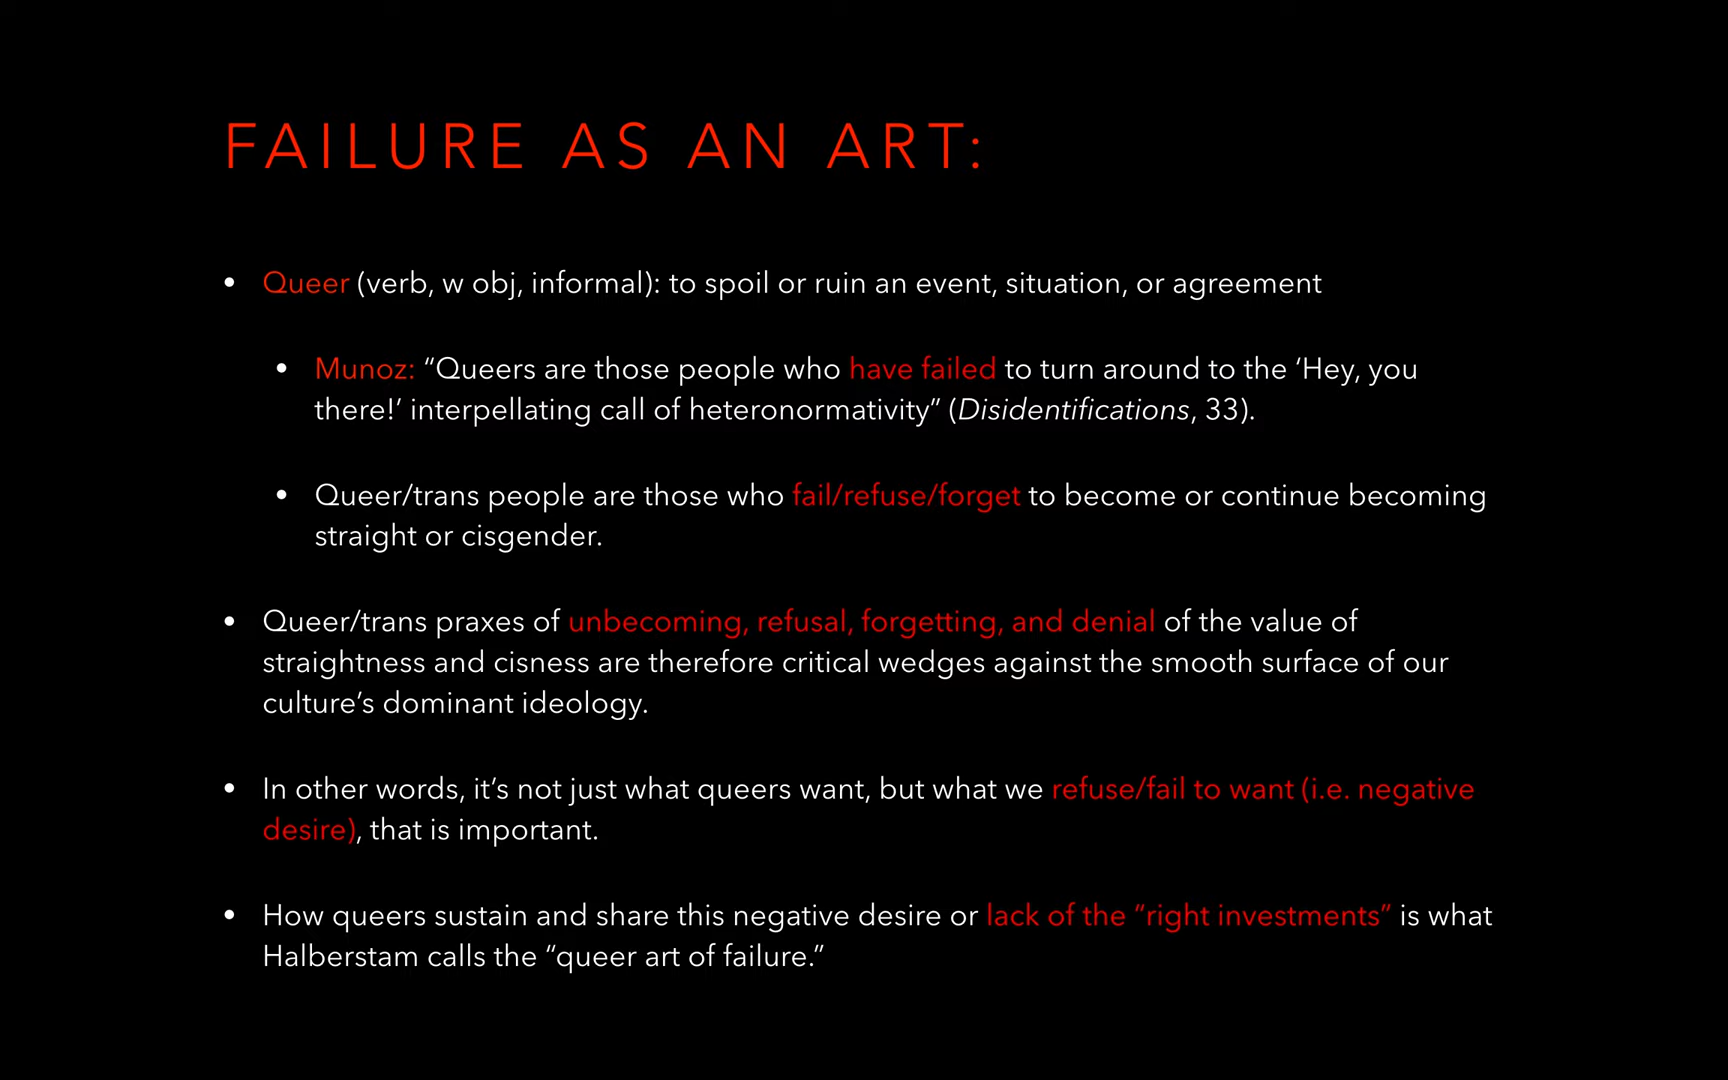 FAILURE AS AN ART:
• Queer (verb, w obj, informal): to spoil or ruin an event, situation, or agreement
• Munoz: “Queers are those people who have failed to turn around to the ‘Hey, you
there!’ interpellating call of heteronormativity” (Disidentifications, 33).
• Queer/trans people are those who fail/refuse/forget to become or continue becoming
straight or cisgender.
• Queer/trans praxes of unbecoming, refusal, forgetting, and denial of the value of
straightness and cisness are therefore critical wedges against the smooth surface of our
culture’s dominant ideology.
• In other words, it’s not just what queers want, but what we refuse/fail to want (i.e. negative
desire), that is important.
• How queers sustain and share this negative desire or lack of the “right investments” is what
Halberstam calls the “queer art of failure.”